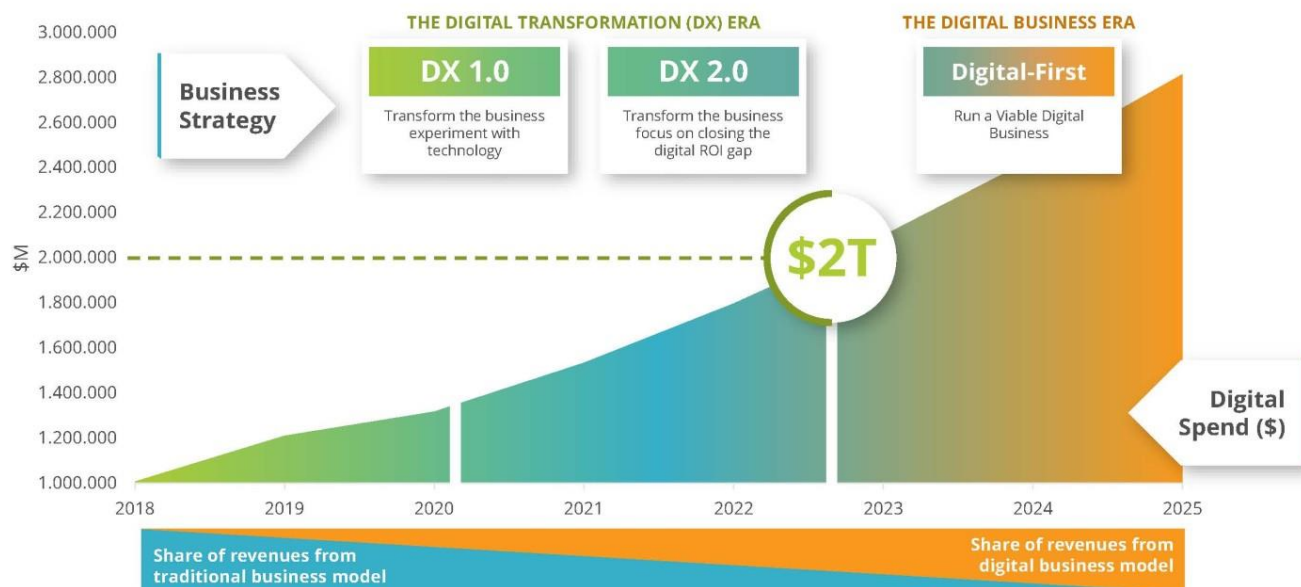 THE DIGITAL TRANSFORMATION (DX) ERA
THE DIGITAL BUSINESS ERA
Business
Strategy
DX 1.0
Transform the business
experiment with
technology
DX 2.0
Transform the business
focus on closing the
digital ROI gap
Digital-First
Run a Viable Digital
Business
$M
3.000.000
2.800.000
2.600.000
2.400.000
2.200.000
2.000.000
1.800.000
1.600.000
1.400.000
1.200.000
1.000.000
$2T
Digital
Spend ($)
2018
2019
2020
2021
2022
2023
2024
2025
Share of revenues from
traditional business model
Share of revenues from
digital business model